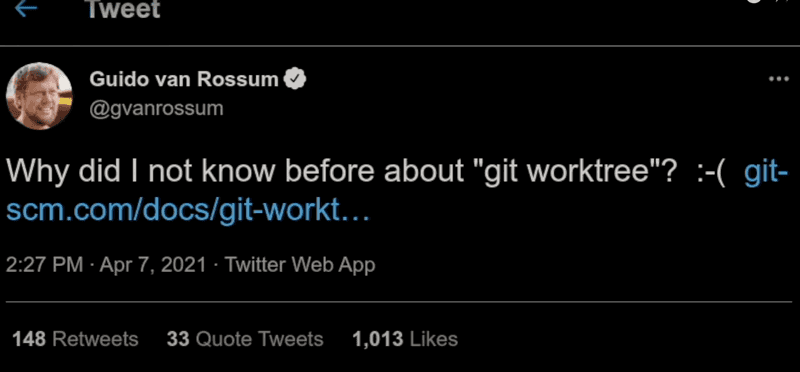 Tweet
Guido van Rossum
@gvanrossum
Why did I not know before about "git worktree"? :-( git-
scm.com/docs/git-workt…
2:27 PM · Apr 7, 2021 · Twitter Web App
148 Retweets 33 Quote Tweets 1,013 Likes